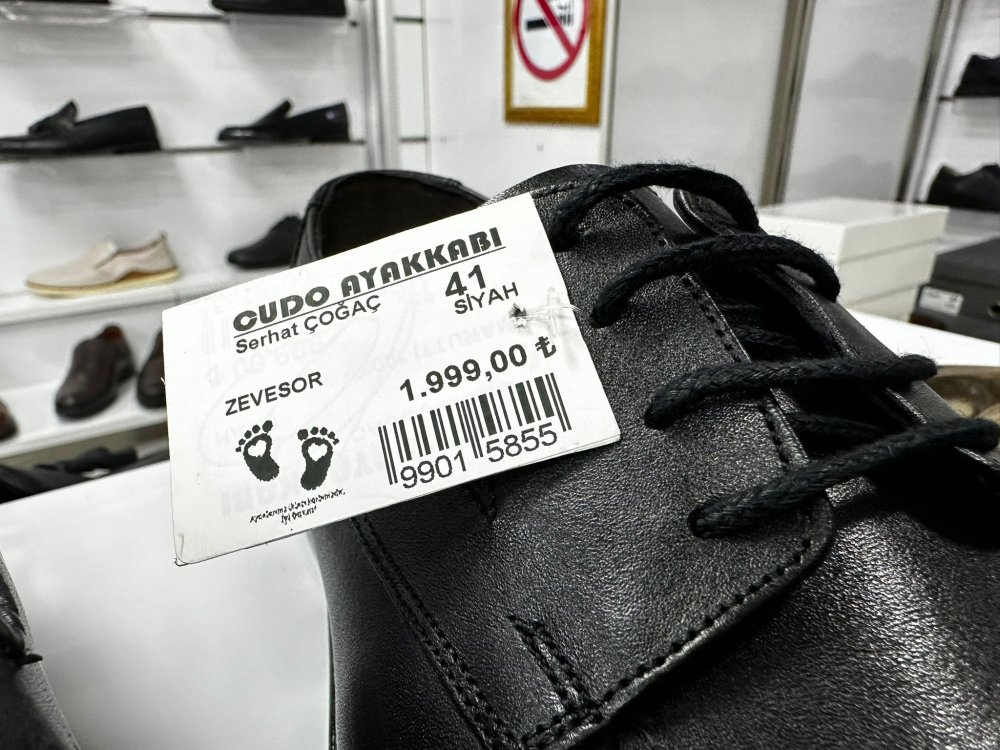 CUDO AYAKKABI
Serhat ÇOĞAÇ
41
SİYAH
ZEVESOR
1.999,00 ₺
9901 5855